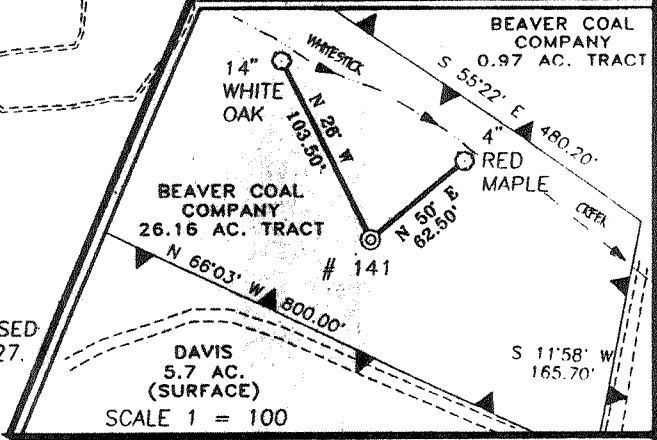 BEAVER COAL
COMPANY
0.97 AC. TRACT
WHITESTICK
S 55°22' E 480.20'
14"
WHITE
OAK
N 26° W
103.50'
4"
RED
MAPLE
CREEK
BEAVER COAL
COMPANY
26.16 AC. TRACT
N 50° E
62.50'
# 141
N 66°03' W 800.00'
SED
27.
DAVIS
5.7 AC.
(SURFACE)
S 11°58' W
165.70'
SCALE 1 = 100